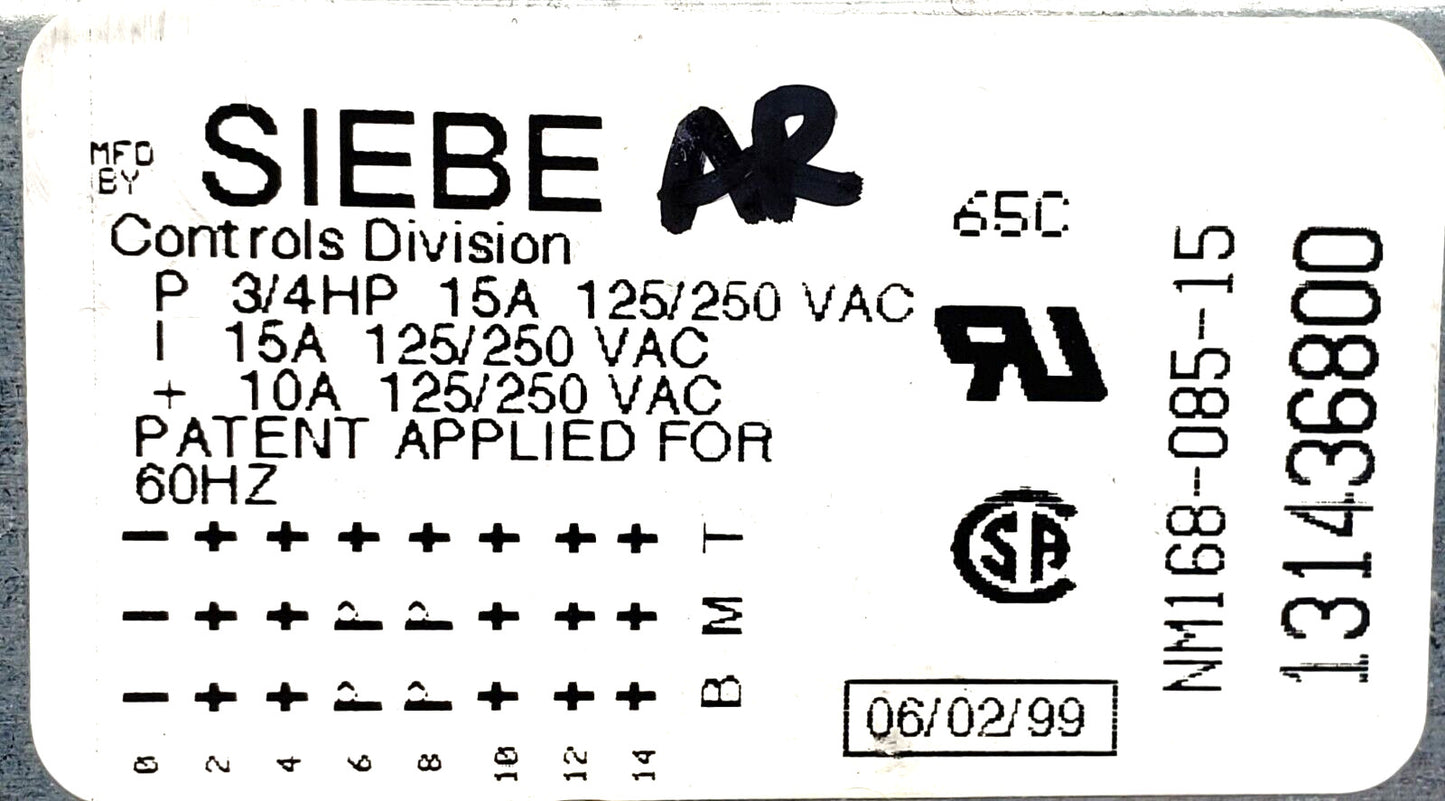 MFD
BY
SIEBE
AR
Controls Division
P 3/4HP 15A 125/250 VAC
I 15A 125/250 VAC
+ 10A 125/250 VAC
PATENT APPLIED FOR
60HZ
I + + + + + + + T
I + + P P + + + M
I + + P P + + + B
0 2 4 6 8 10 12 14
65C
RU
CSA
06/02/99
NM168-085-15
131436800